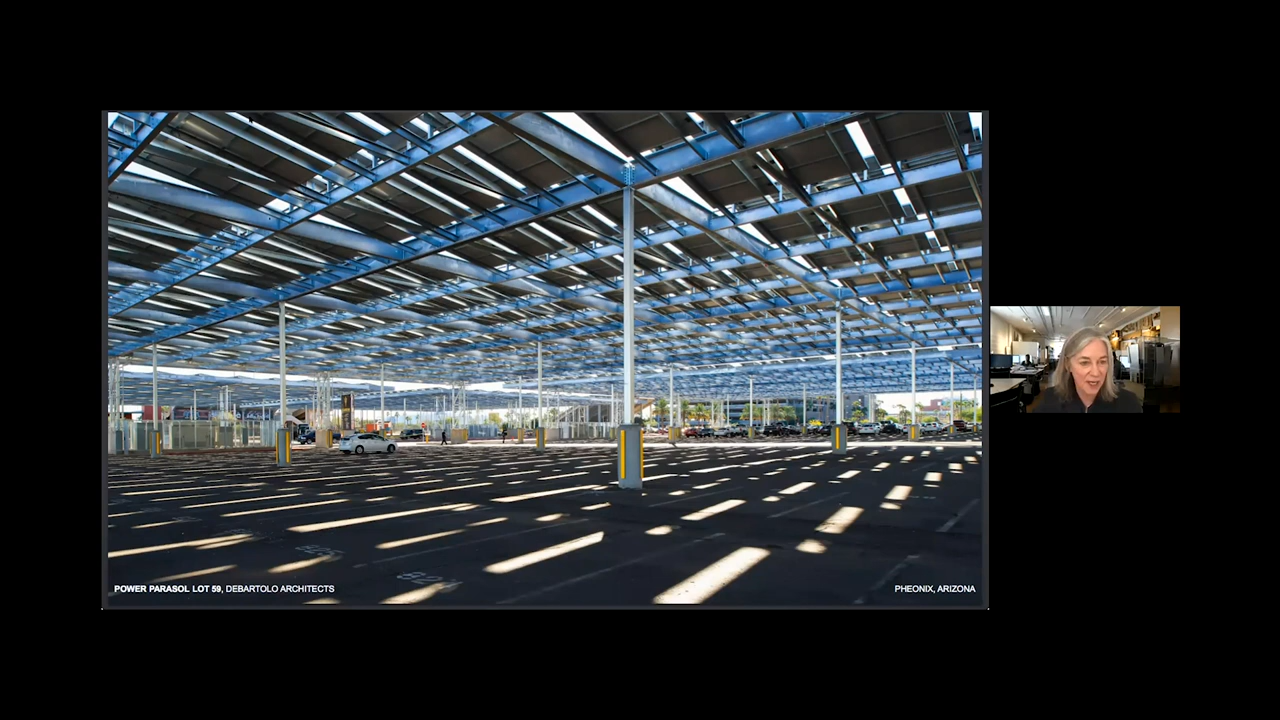 POWER PARASOL LOT 59, DEBARTOLO ARCHITECTS
PHEONIX, ARIZONA